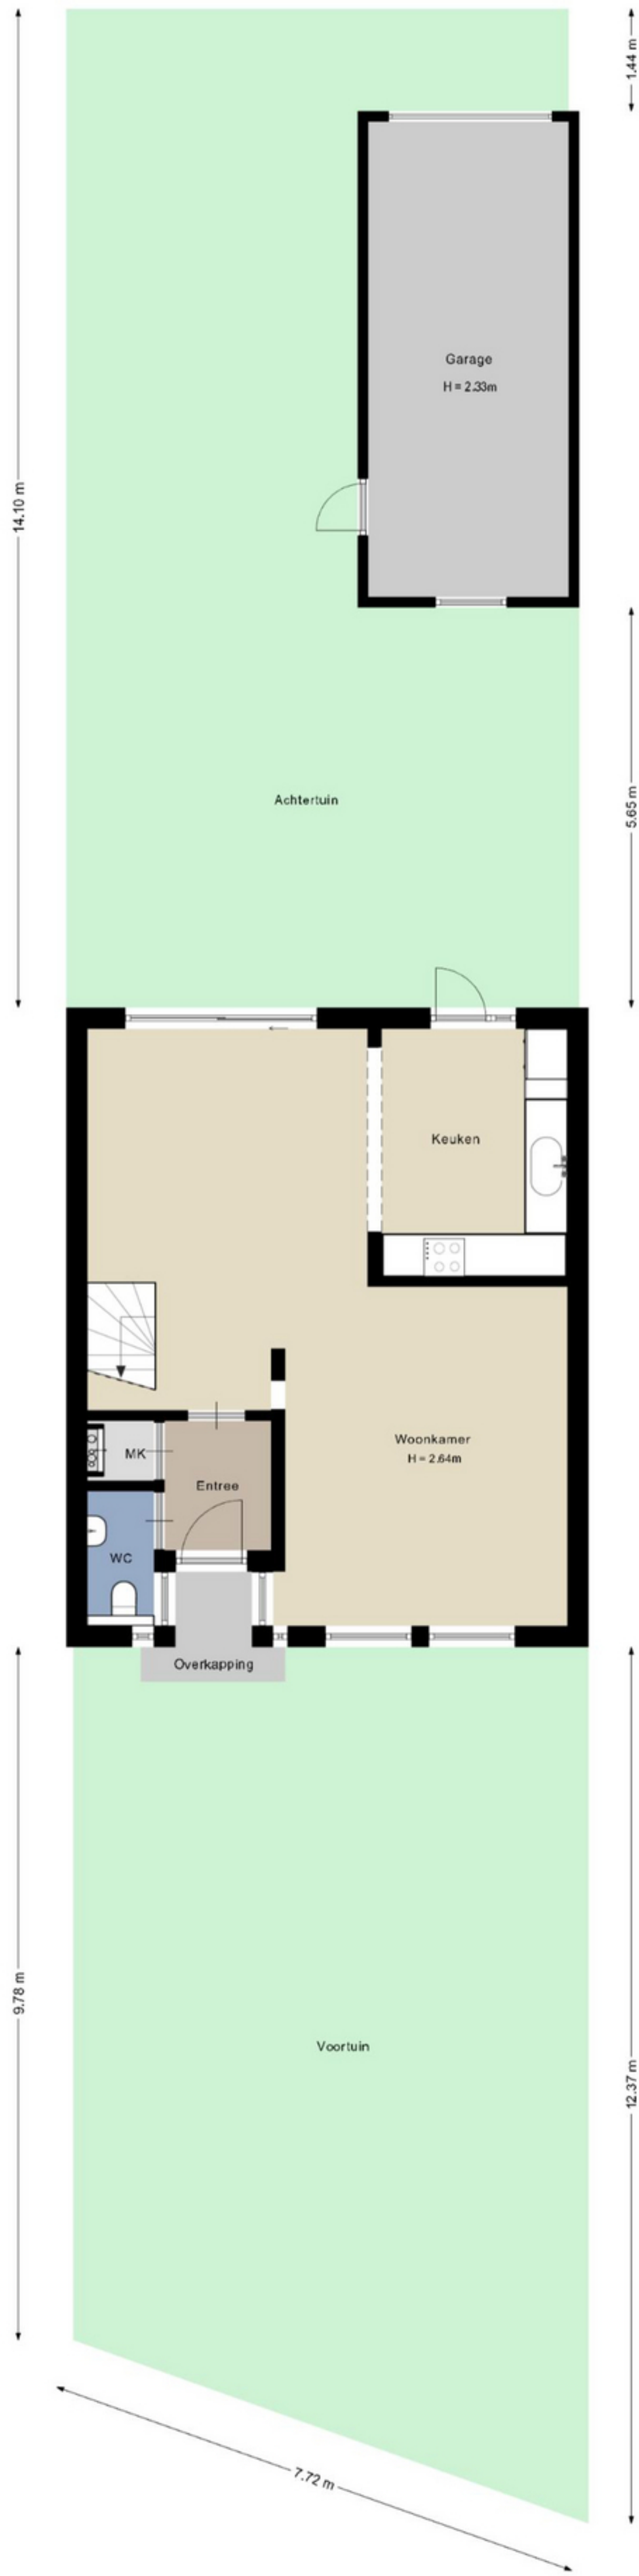 1.44 m
Garage
H = 2.33m
14.10 m
Achtertuin
5.65 m
Keuken
Woonkamer
H = 2.64m
MK
Entree
WC
Overkapping
9.78 m
Voortuin
12.37 m
7.72 m